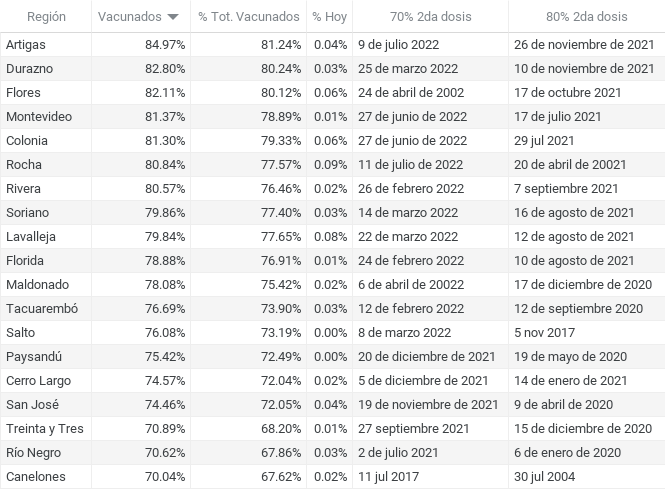 Región Vacunados % Tot. Vacunados % Hoy 70% 2da dosis 80% 2da dosis
Artigas 84.97% 81.24% 0.04% 9 de julio 2022 26 de noviembre de 2021
Durazno 82.80% 80.24% 0.03% 25 de marzo 2022 10 de noviembre de 2021
Flores 82.11% 80.12% 0.06% 24 de abril de 2002 17 de octubre 2021
Montevideo 81.37% 78.89% 0.01% 27 de junio de 2022 17 de julio 2021
Colonia 81.30% 79.33% 0.06% 27 de junio de 2022 29 jul 2021
Rocha 80.84% 77.57% 0.09% 11 de julio de 2022 20 de abril de 20021
Rivera 80.57% 76.46% 0.02% 26 de febrero 2022 7 septiembre 2021
Soriano 79.86% 77.40% 0.03% 14 de marzo 2022 16 de agosto de 2021
Lavalleja 79.84% 77.65% 0.08% 22 de marzo 2022 12 de agosto de 2021
Florida 78.88% 76.91% 0.01% 24 de febrero 2022 10 de agosto de 2021
Maldonado 78.08% 75.42% 0.02% 6 de abril de 20022 17 de diciembre de 2020
Tacuarembó 76.69% 73.90% 0.03% 12 de febrero 2022 12 de septiembre 2020
Salto 76.08% 73.19% 0.00% 8 de marzo 2022 5 nov 2017
Paysandú 75.42% 72.49% 0.00% 20 de diciembre de 2021 19 de mayo de 2020
Cerro Largo 74.57% 72.04% 0.02% 5 de diciembre de 2021 14 de enero de 2021
San José 74.46% 72.05% 0.04% 19 de noviembre de 2021 9 de abril de 2020
Treinta y Tres 70.89% 68.20% 0.01% 27 septiembre 2021 15 de diciembre de 2020
Río Negro 70.62% 67.86% 0.03% 2 de julio 2021 6 de enero de 2020
Canelones 70.04% 67.62% 0.02% 11 jul 2017 30 jul 2004